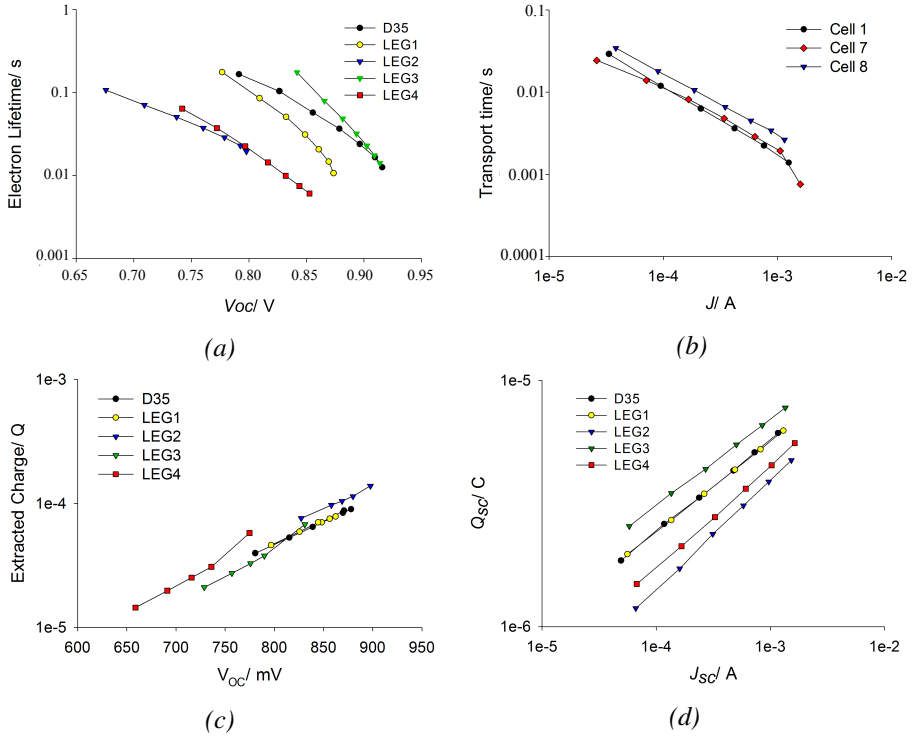 1
0.1
0.01
0.001
0.65
0.70
0.75
0.80
0.85
0.90
0.95
Electron Lifetime/ s
Voc/ V
D35
LEG1
LEG2
LEG3
LEG4
(a)
0.1
0.01
0.001
0.0001
1e-5
1e-4
1e-3
1e-2
Transport time/ s
J/ A
Cell 1
Cell 7
Cell 8
(b)
1e-3
1e-4
1e-5
600
650
700
750
800
850
900
950
Extracted Charge/ Q
VOC/ mV
D35
LEG1
LEG2
LEG3
LEG4
(c)
1e-5
1e-6
1e-5
1e-4
1e-3
1e-2
QSC/ C
JSC/ A
D35
LEG1
LEG2
LEG3
LEG4
(d)